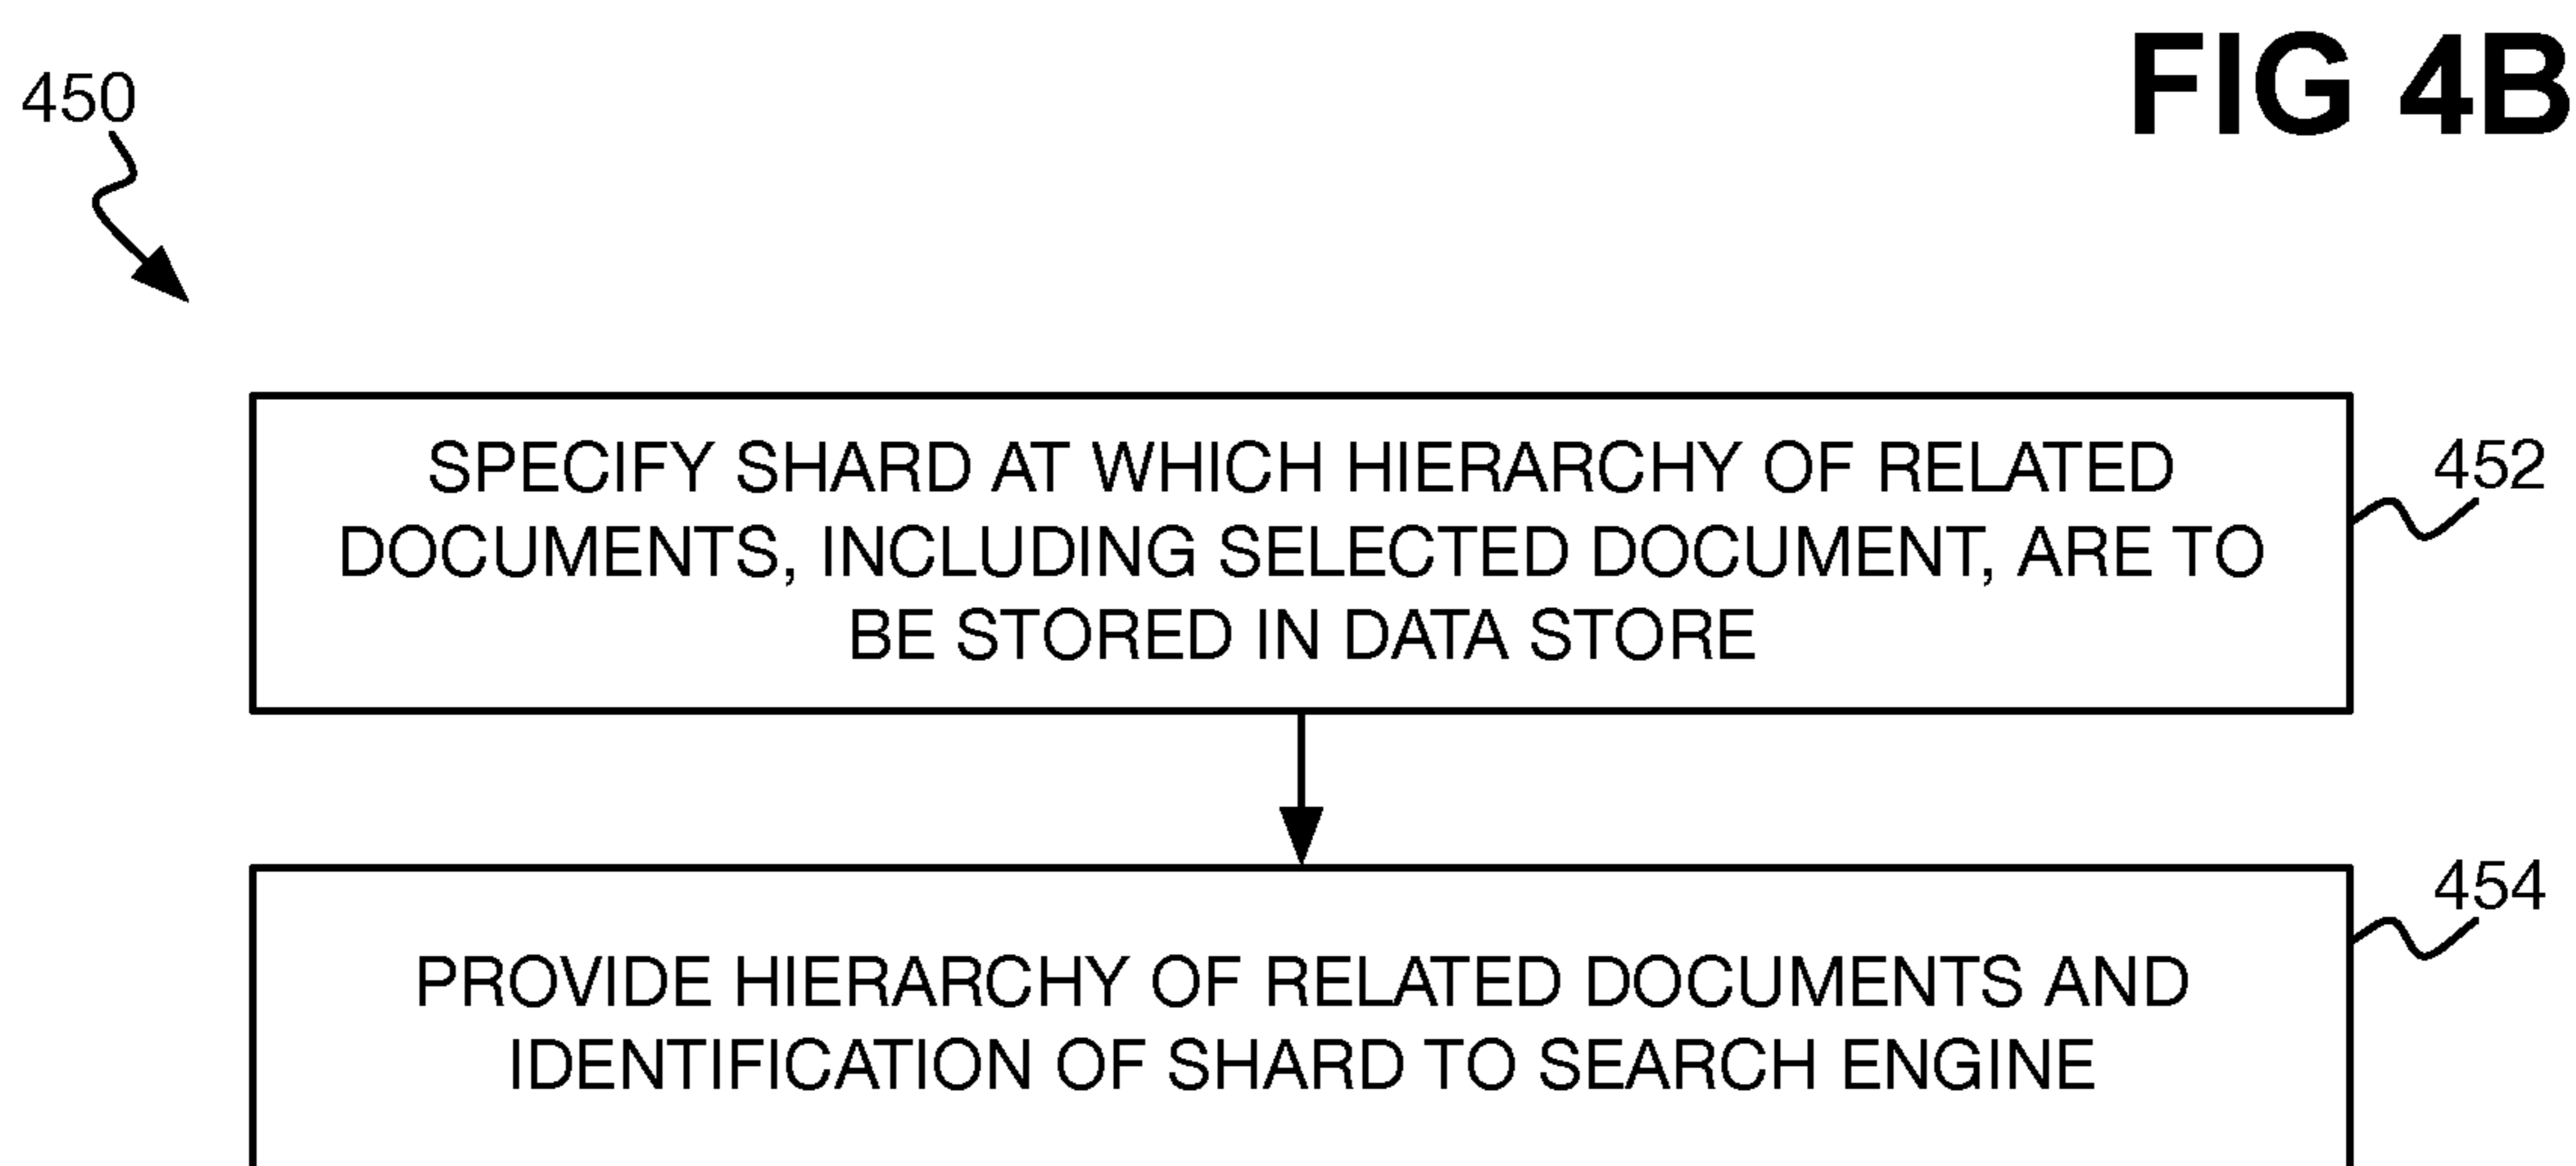 FIG 4B
450
SPECIFY SHARD AT WHICH HIERARCHY OF RELATED
DOCUMENTS, INCLUDING SELECTED DOCUMENT, ARE TO
BE STORED IN DATA STORE
452
454
PROVIDE HIERARCHY OF RELATED DOCUMENTS AND
IDENTIFICATION OF SHARD TO SEARCH ENGINE